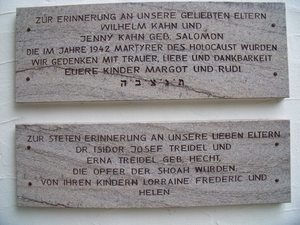 ZUR ERINNERUNG AN UNSERE GELIEBTEN ELTERN
WILHELM KAHN UND
JENNY KAHN GEB. SALOMON
DIE IM JAHRE 1942 MARTYRER DES HOLOCAUST WURDEN
WIR GEDENKEN MIT TRAUER, LIEBE UND DANKBARKEIT
EUERE KINDER MARGOT UND RUDI
ת נ צ ב ה
ZUR STETEN ERINNERUNG AN UNSERE LIEBEN ELTERN
DR. ISIDOR JOSEF TREIDEL UND
ERNA TREIDEL GEB. HECHT,
DIE OPFER DER SHOAH WURDEN
VON IHREN KINDERN LORRAINE FREDERIC UND
HELEN